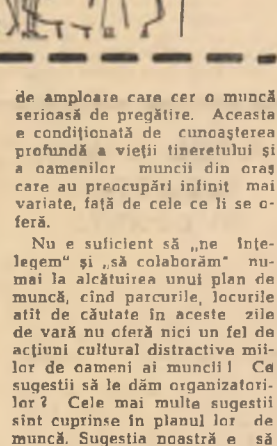 de amploare care cer o muncă
serioasă de pregătire. Aceasta
e condiționată de cunoașterea
profundă a vieții tineretului și
a oamenilor muncii din oraș
care au preocupări infinit mai
variate, față de cele ce li se o-
feră.
Nu e suficient să „ne înțe-
legem" și „să colaborăm" nu-
mai la alcătuirea unui plan de
muncă, cînd parcurile, locurile
atît de căutate în aceste zile
de vară nu oferă nici un fel de
acțiuni cultural distractive mii-
lor de oameni ai muncii! Ce
sugestii să le dăm organizatori-
lor? Cele mai multe sugestii
sînt cuprinse în planul lor de
muncă. Sugestia noastră e să